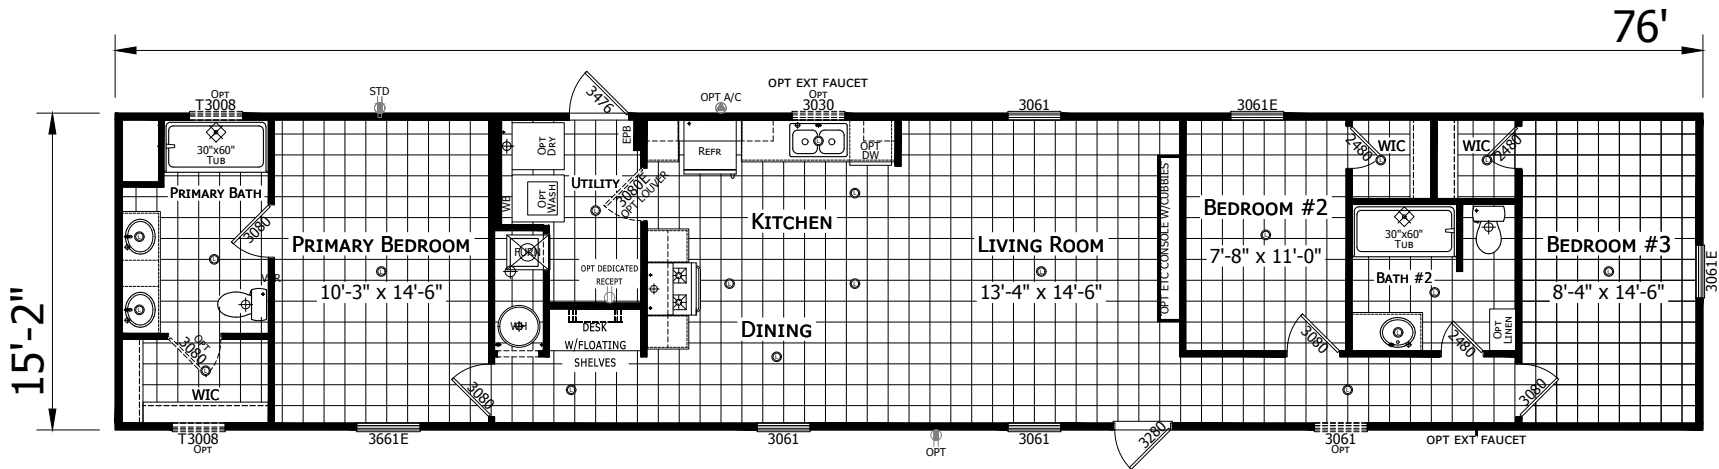 76'
15'-2"
OPT
T3008
STD
3476
OPT A/C
OPT EXT FAUCET
OPT
3030
3061
3061E
30"x60"
TUB
PRIMARY BATH
3080
PRIMARY BEDROOM
10'-3" x 14'-6"
OPT
3080
WIC
OPT
DRY
EPB
WB
OPT
WASH
UTILITY
3080E
OPT LOUVER
FURN
OPT DEDICATED
RECEPT
WH
DESK
W/FLOATING
SHELVES
3080
REFR
OPT
DW
KITCHEN
DINING
LIVING ROOM
13'-4" x 14'-6"
OPT ETC CONSOLE W/CUBBIES
BEDROOM #2
7'-8" x 11'-0"
3080
2480
WIC
WIC
2480
30"x60"
TUB
BATH #2
OPT
LINEN
2480
BEDROOM #3
8'-4" x 14'-6"
3080
3061E
T3008
OPT
3661E
3061
OPT
3061
3280
3061
OPT
OPT EXT FAUCET